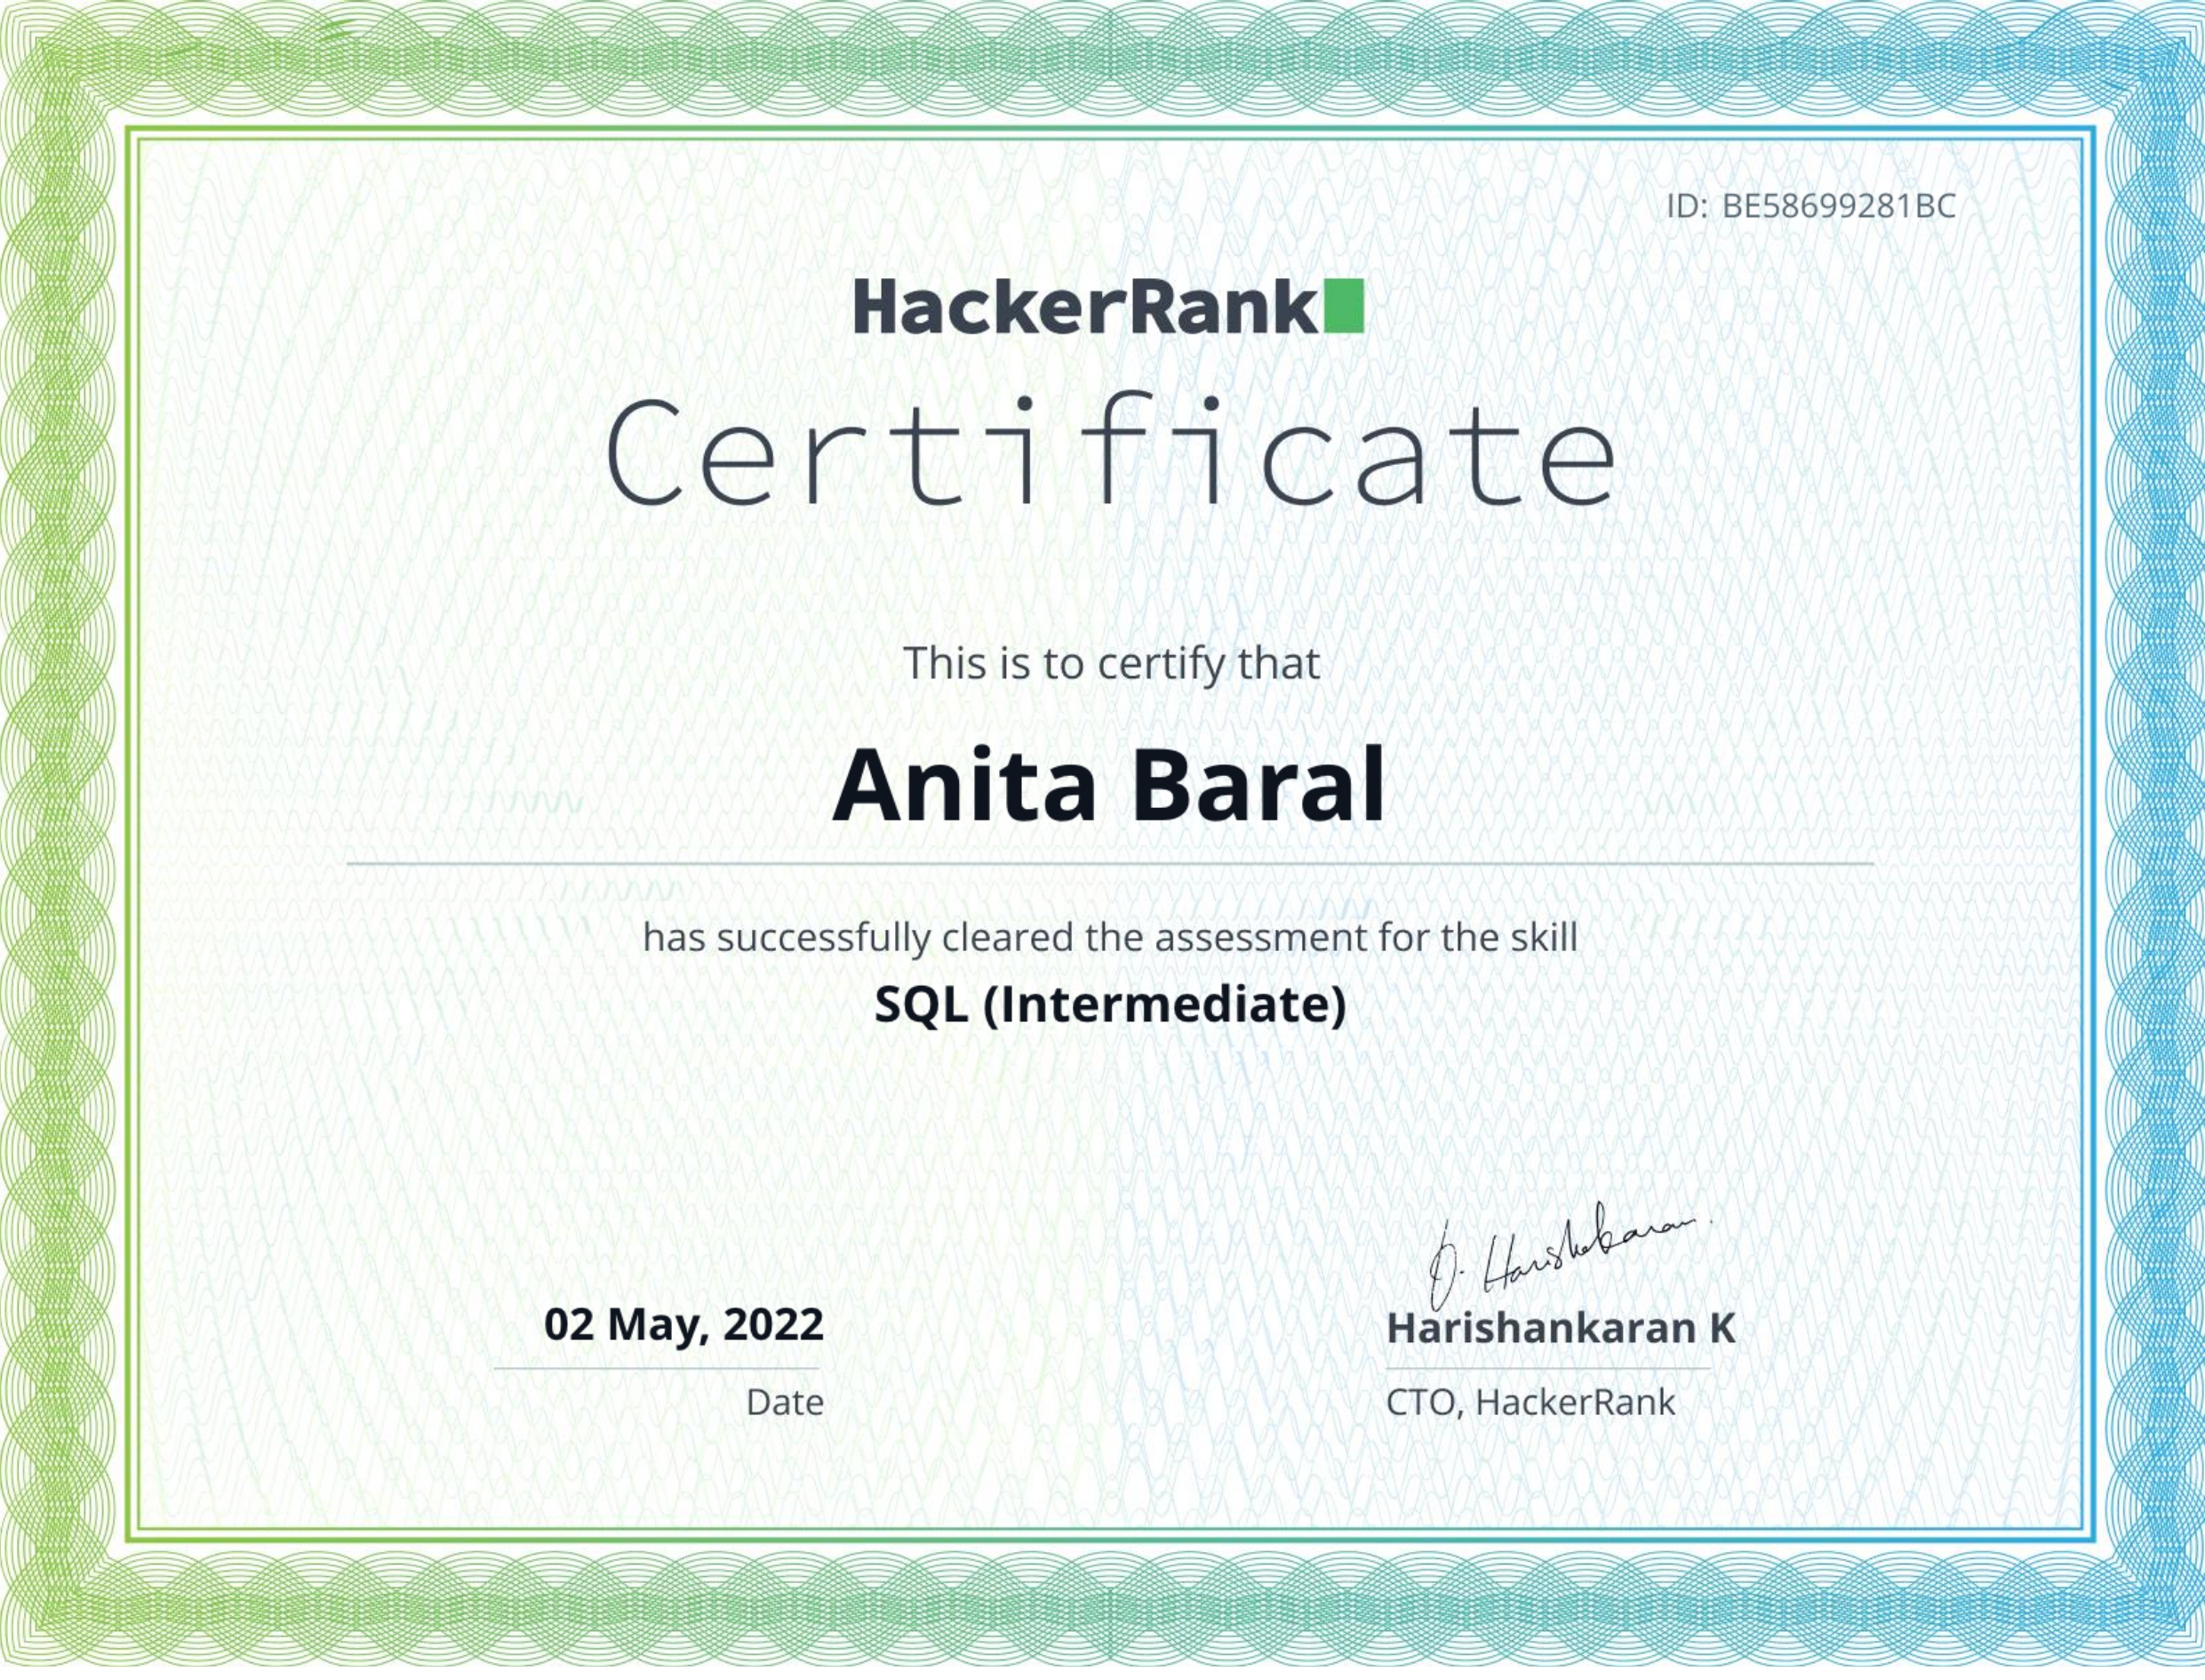 ID: BE58699281BC
HackerRank
Certificate
This is to certify that
Anita Baral
has successfully cleared the assessment for the skill
SQL (Intermediate)
D. Harishankaran.
02 May, 2022
Harishankaran K
Date
CTO, HackerRank